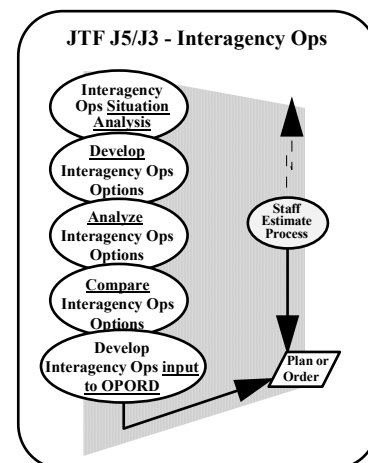 JTF J5/J3 - Interagency Ops
Interagency
Ops Situation
Analysis
Develop
Interagency Ops
Options
Analyze
Interagency Ops
Options
Compare
Interagency Ops
Options
Develop
Interagency Ops input
to OPORD
Staff
Estimate
Process
Plan or
Order